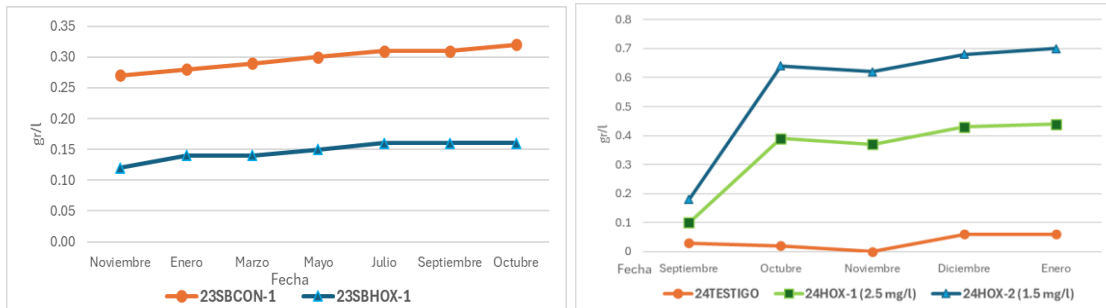 0.35
0.30
0.25
0.20
0.15
0.10
0.05
0.00
gr/l
Noviembre Enero Marzo Mayo Julio Septiembre Octubre
Fecha
23SBCON-1 23SBHOX-1
0.8
0.7
0.6
0.5
0.4
0.3
0.2
0.1
0
gr/l
Fecha Septiembre Octubre Noviembre Diciembre Enero
24TESTIGO 24HOX-1 (2.5 mg/l) 24HOX-2 (1.5 mg/l)